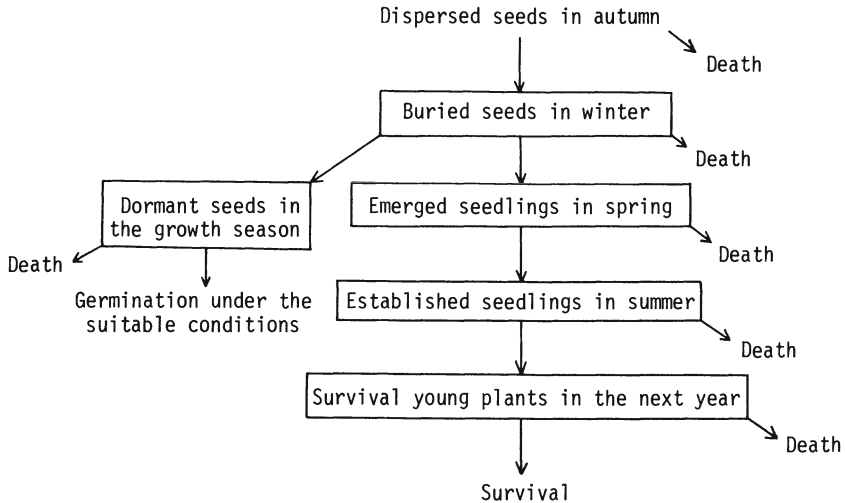 Dispersed seeds in autumn
Death
Buried seeds in winter
Death
Dormant seeds in
the growth season
Emerged seedlings in spring
Death
Death
Germination under the
suitable conditions
Established seedlings in summer
Death
Survival young plants in the next year
Death
Survival